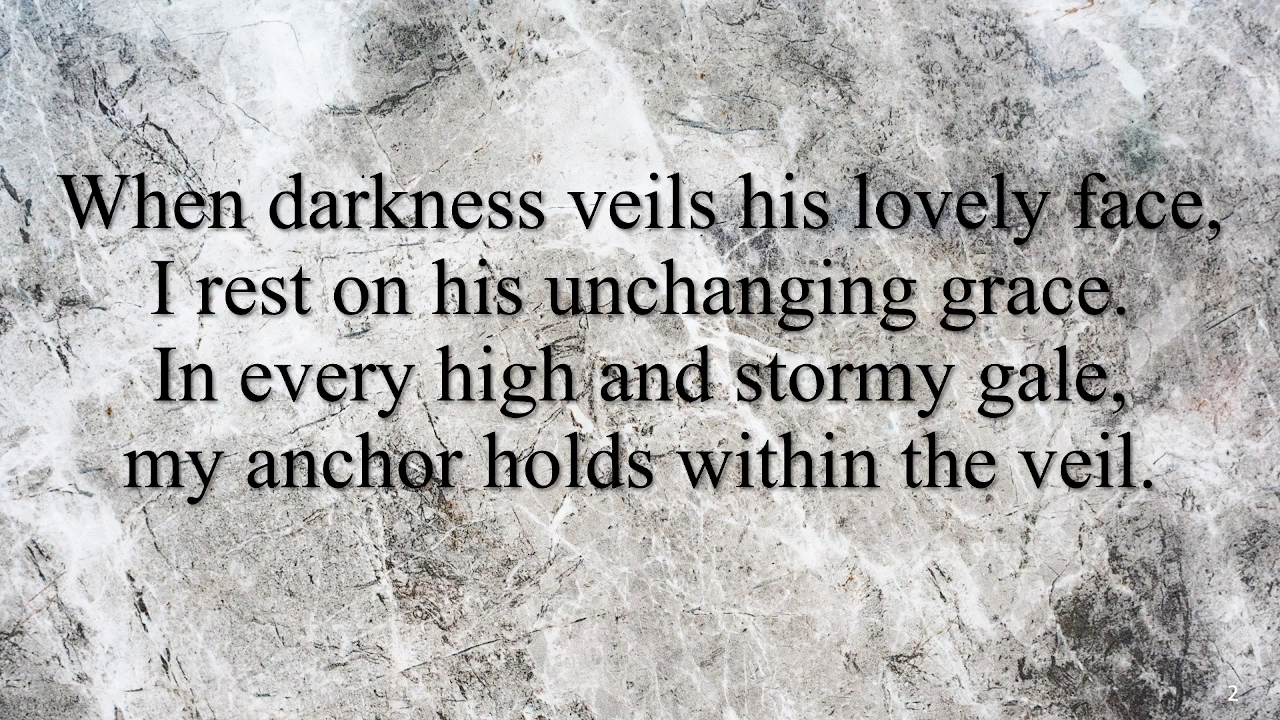 When darkness veils his lovely face,
I rest on his unchanging grace.
In every high and stormy gale,
my anchor holds within the veil.
2